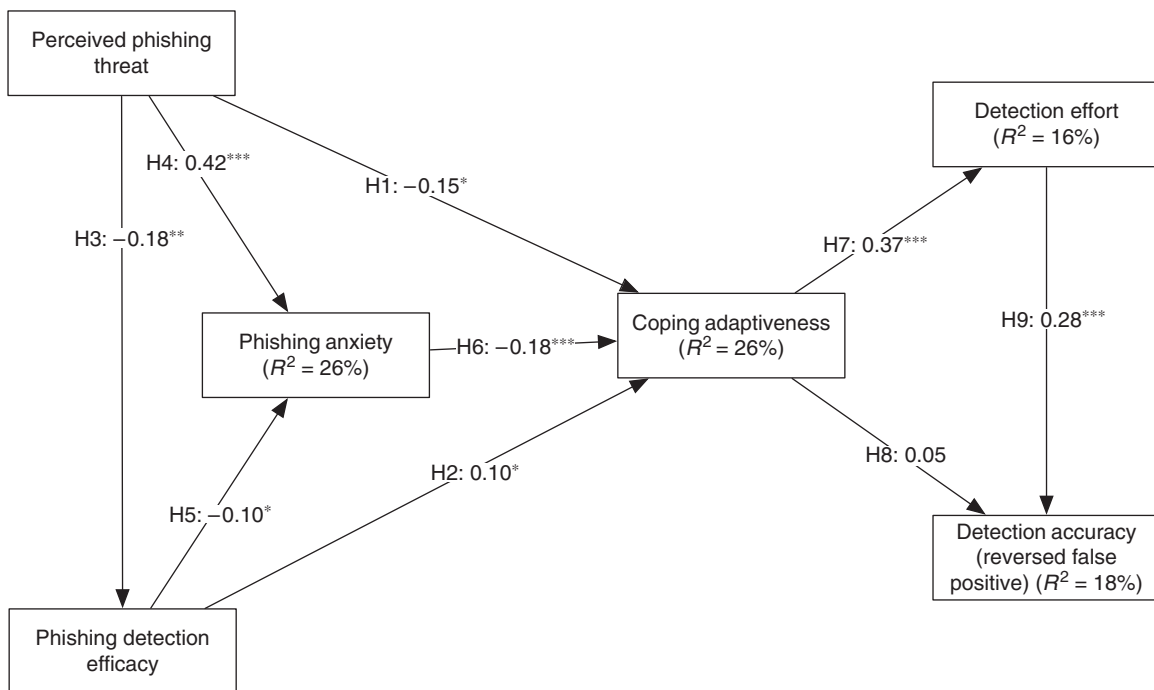 Perceived phishing
threat
Detection effort
(R² = 16%)
H4: 0.42***
H1: −0.15*
H3: −0.18**
H7: 0.37***
Phishing anxiety
(R² = 26%)
H6: −0.18***
Coping adaptiveness
(R² = 26%)
H9: 0.28***
H2: 0.10*
H8: 0.05
H5: −0.10*
Detection accuracy
(reversed false
positive) (R² = 18%)
Phishing detection
efficacy